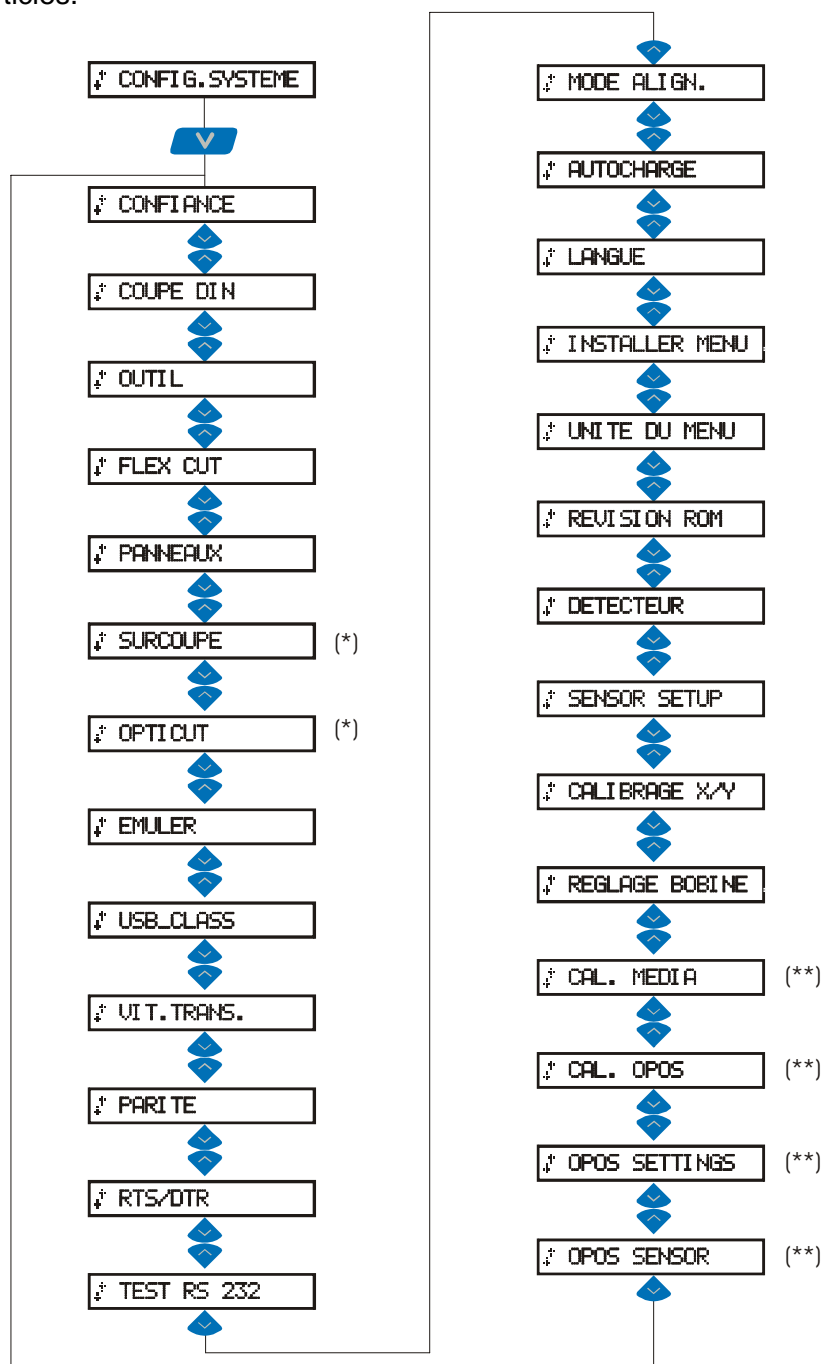 CONFIG.SYSTEME
CONFIANCE
COUPE DIN
OUTIL
FLEX CUT
PANNEAUX
SURCOUPE (*)
OPTICUT (*)
EMULER
USB_CLASS
VIT.TRANS.
PARITE
RTS/DTR
TEST RS 232
MODE ALIGN.
AUTOCHARGE
LANGUE
INSTALLER MENU
UNITE DU MENU
REVISION ROM
DETECTEUR
SENSOR SETUP
CALIBRAGE X/Y
REGLAGE BOBINE
CAL. MEDIA (**)
CAL. OPOS (**)
OPOS SETTINGS (**)
OPOS SENSOR (**)